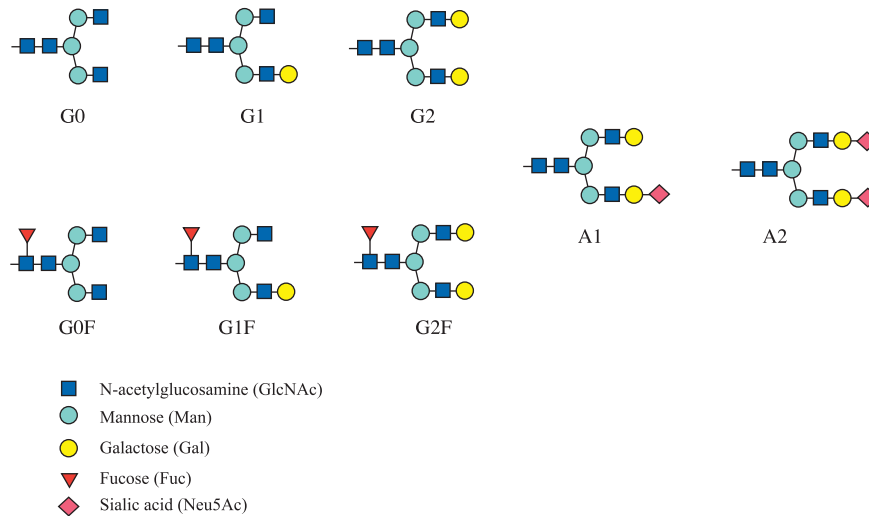 G0
G1
G2
A1
A2
G0F
G1F
G2F
N-acetylglucosamine (GlcNAc)
Mannose (Man)
Galactose (Gal)
Fucose (Fuc)
Sialic acid (Neu5Ac)